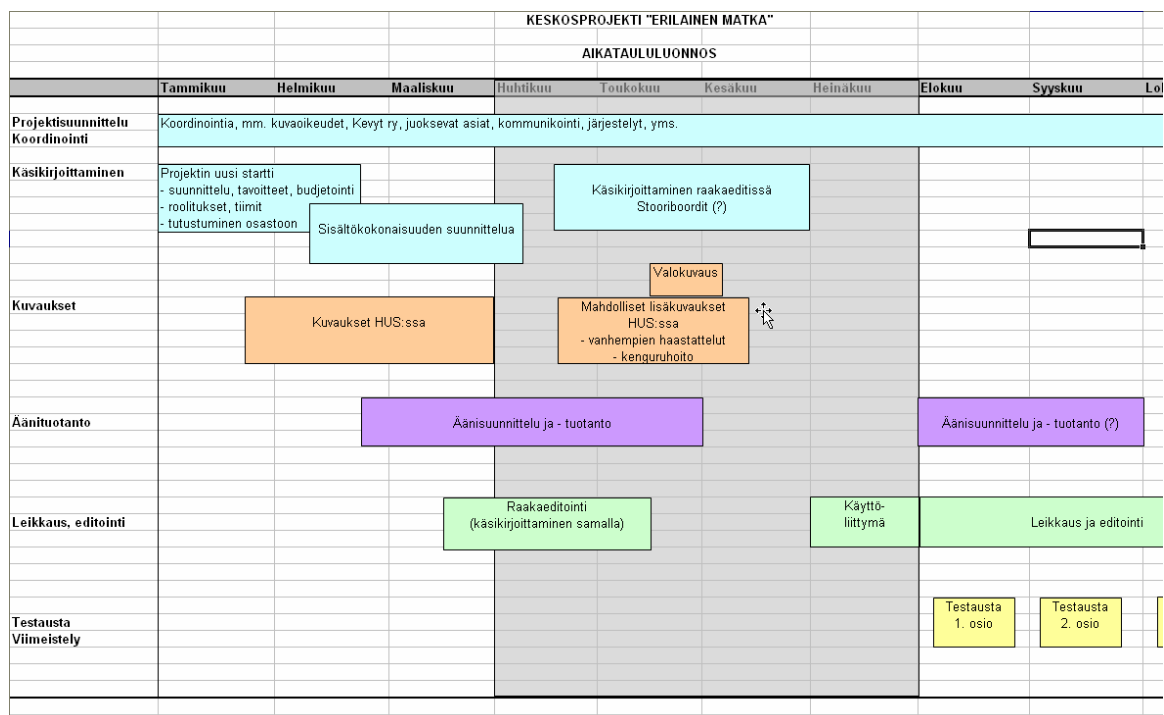 KESKOSPROJEKTI "ERILAINEN MATKA"
AIKATAULULUONNOS
Tammikuu Helmikuu Maaliskuu Huhtikuu Toukokuu Kesäkuu Heinäkuu Elokuu Syyskuu
Projektisuunnittelu
Koordinointi
Koordinointia, mm. kuvaoikeudet, Kevyt ry, juoksevat asiat, kommunikointi, järjestelyt, yms.
Käsikirjoittaminen
Projektin uusi startti
- suunnittelu, tavoitteet, budjetointi
- roolitukset, tiimit
- tutustuminen osastoon
Sisältökokonaisuuden suunnittelua
Käsikirjoittaminen raakaeditissä
Stooriboordit (?)
Valokuvaus
Kuvaukset
Kuvaukset HUS:ssa
Mahdolliset lisäkuvaukset
HUS:ssa
- vanhempien haastattelut
- kenguruhoito
Äänituotanto
Äänisuunnittelu ja - tuotanto
Äänisuunnittelu ja - tuotanto (?)
Leikkaus, editointi
Raakaeditointi
(käsikirjoittaminen samalla)
Käyttö-
liittymä
Leikkaus ja editointi
Testausta
Viimeistely
Testausta
1. osio
Testausta
2. osio